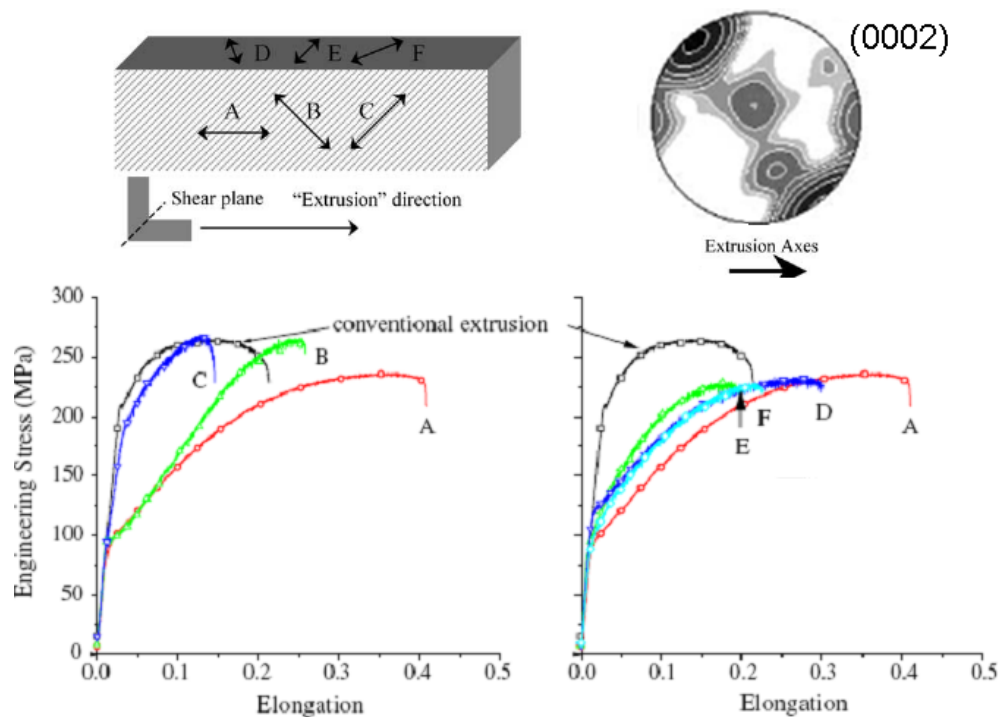 D E F
A B C
Shear plane
“Extrusion” direction
(0002)
Extrusion Axes
300
250
200
150
100
50
0
Engineering Stress (MPa)
0.0 0.1 0.2 0.3 0.4 0.5
Elongation
conventional extrusion
C
B
A
0.0 0.1 0.2 0.3 0.4 0.5
Elongation
E
F
D
A